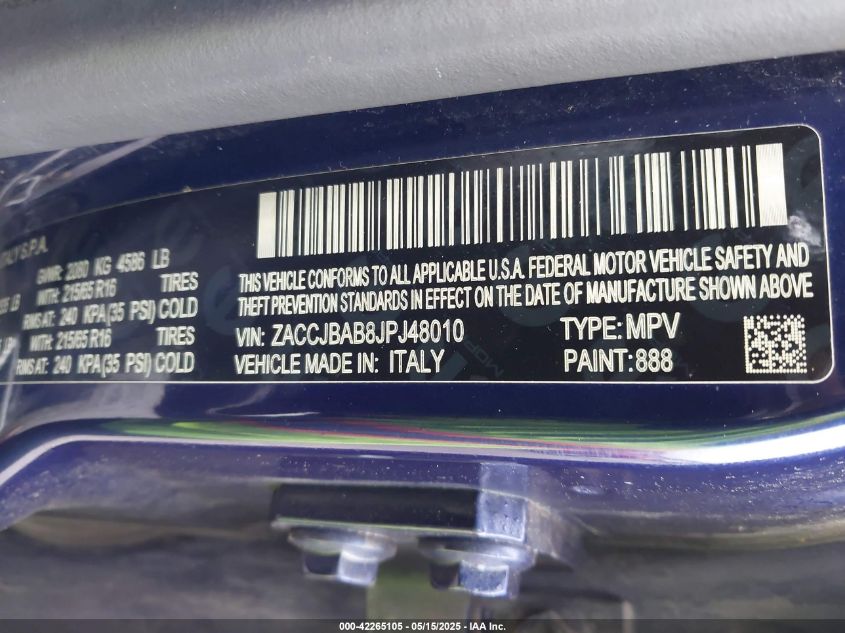 ITALY S.P.A.
GWR: 2080 KG 4586 LB
WITH: 215/65 R16 TIRES
RIMS AT: 240 KPA(35 PSI) COLD
WITH: 215/65 R16 TIRES
RIMS AT: 240 KPA(35 PSI) COLD
THIS VEHICLE CONFORMS TO ALL APPLICABLE U.S.A. FEDERAL MOTOR VEHICLE SAFETY AND
THEFT PREVENTION STANDARDS IN EFFECT ON THE DATE OF MANUFACTURE SHOWN ABOVE
VIN: ZACCJBAB8JPJ48010 TYPE: MPV
VEHICLE MADE IN: ITALY PAINT: 888
000-42265105 - 05/15/2025 - IAA Inc.